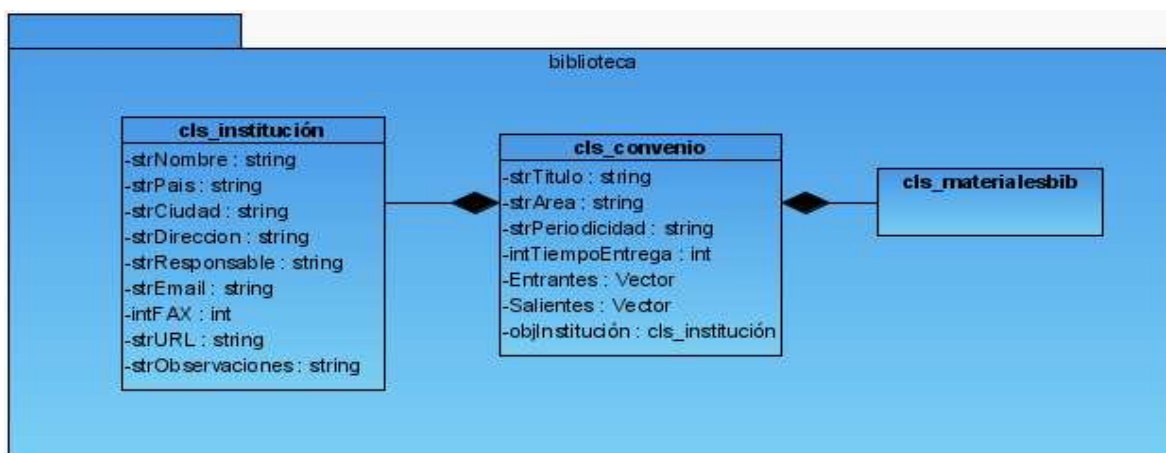 biblioteca
cls_institución
-strNombre : string
-strPais : string
-strCiudad : string
-strDireccion : string
-strResponsable : string
-strEmail : string
-intFAX : int
-strURL : string
-strObservaciones : string
cls_convenio
-strTitulo : string
-strArea : string
-strPeriodicidad : string
-intTiempoEntrega : int
-Entrantes : Vector
-Salientes : Vector
-objInstitución : cls_institución
cls_materialesbib